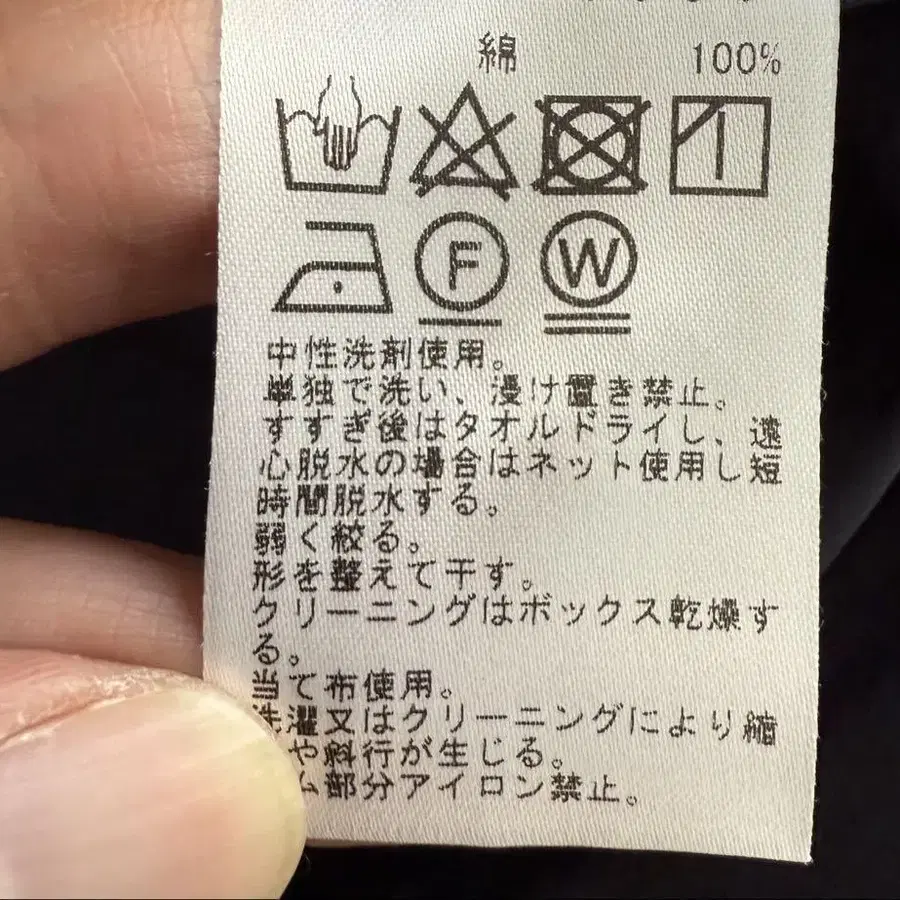 綿 100%
F W
中性洗剤使用。
単独で洗い、浸け置き禁止。
すすぎ後はタオルドライし、遠
心脱水の場合はネット使用し短
時間脱水する。
弱く絞る。
形を整えて干す。
クリーニングはボックス乾燥す
る。
当て布使用。
洗濯又はクリーニングにより縮
や斜行が生じる。
ム部分アイロン禁止。